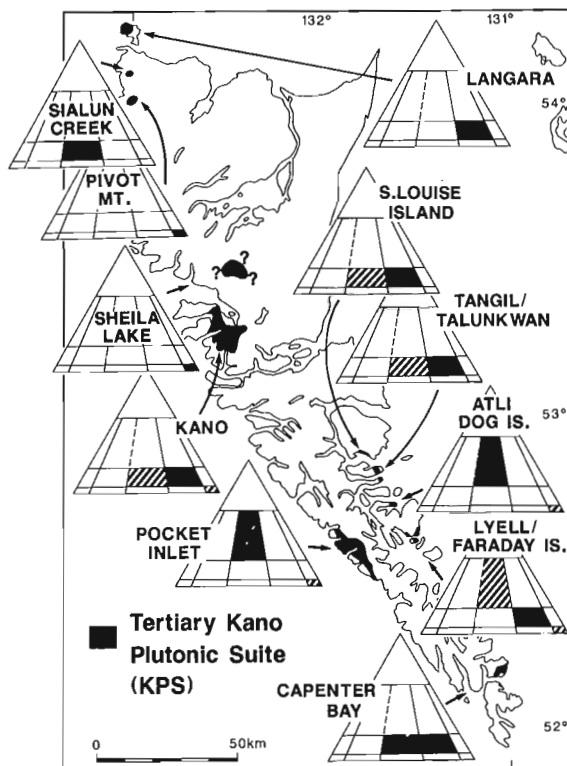 132°
131°
LANGARA
54°
SIALUN
CREEK
PIVOT
MT.
S.LOUISE
ISLAND
?
?
?
TANGIL/
TALUNKWAN
SHEILA
LAKE
KANO
53°
ATLI
DOG IS.
POCKET
INLET
LYELL/
FARADAY IS.
Tertiary Kano
Plutonic Suite
(KPS)
CAPENTER
BAY
52°
0
50km